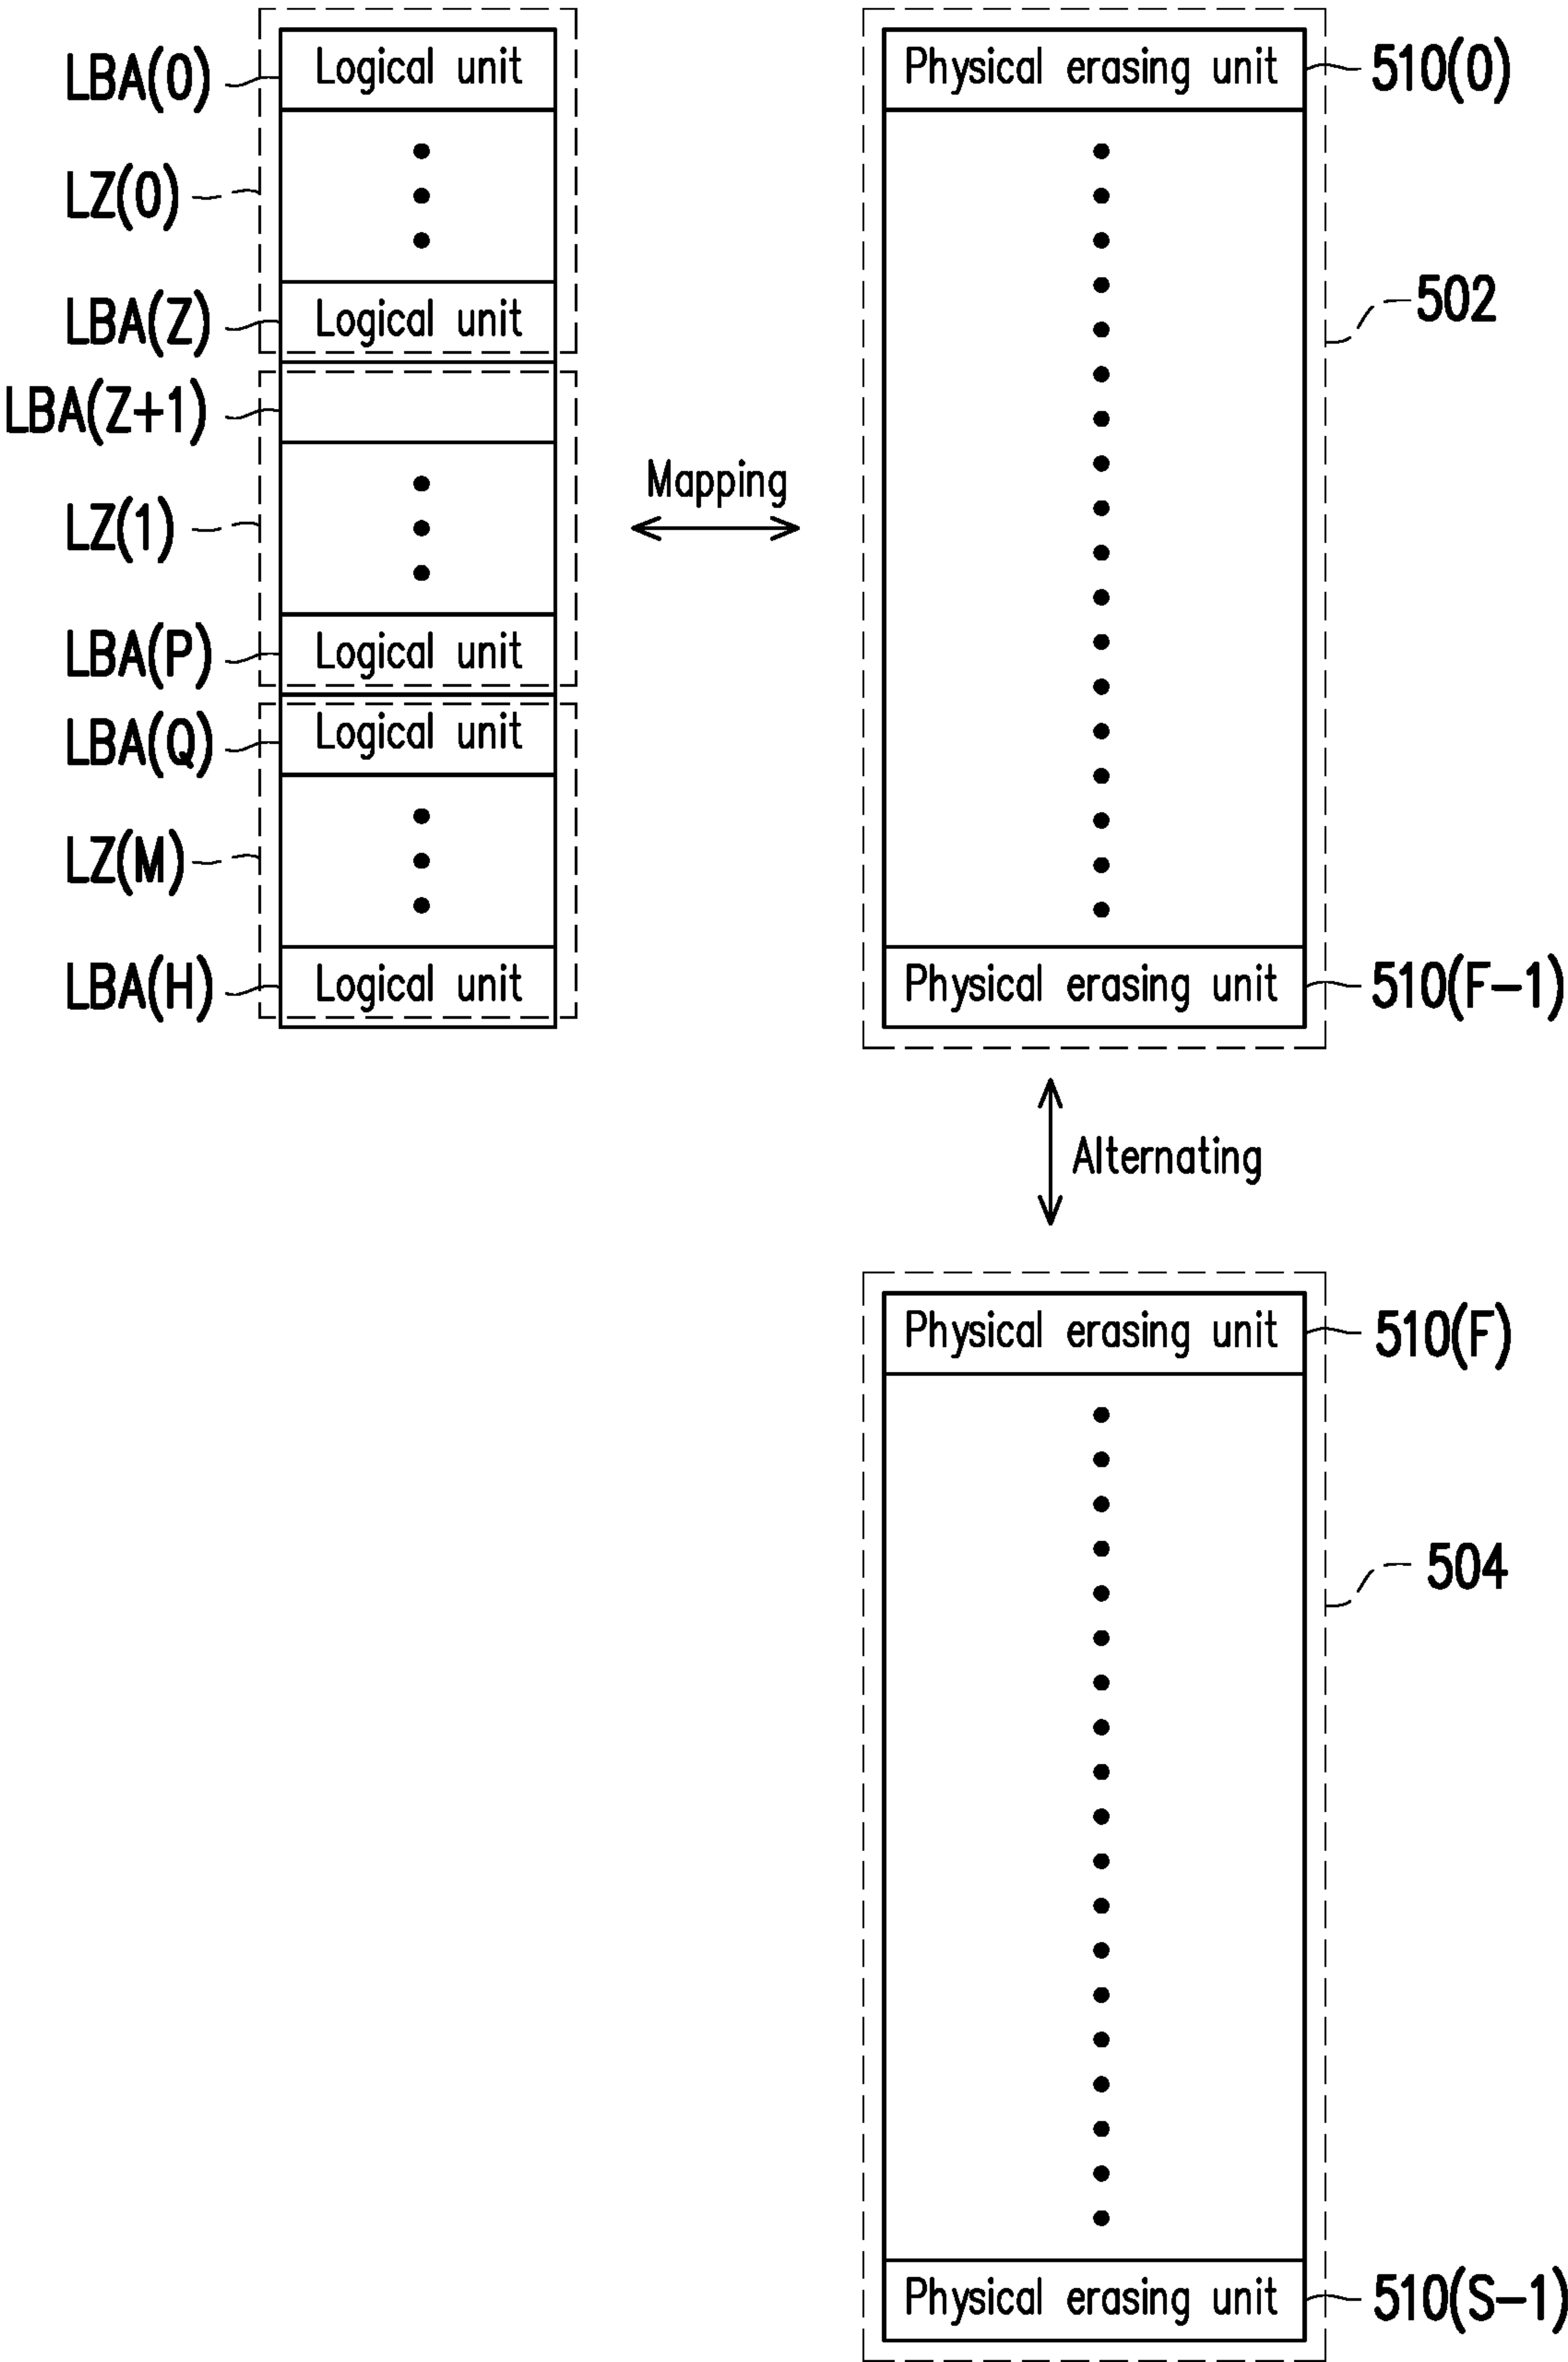 LBA(0) Logical unit
LZ(0)
LBA(Z) Logical unit
LBA(Z+1)
LZ(1)
LBA(P) Logical unit
LBA(Q) Logical unit
LZ(M)
LBA(H) Logical unit
Mapping
Physical erasing unit 510(0)
502
Physical erasing unit 510(F-1)
Alternating
Physical erasing unit 510(F)
504
Physical erasing unit 510(S-1)